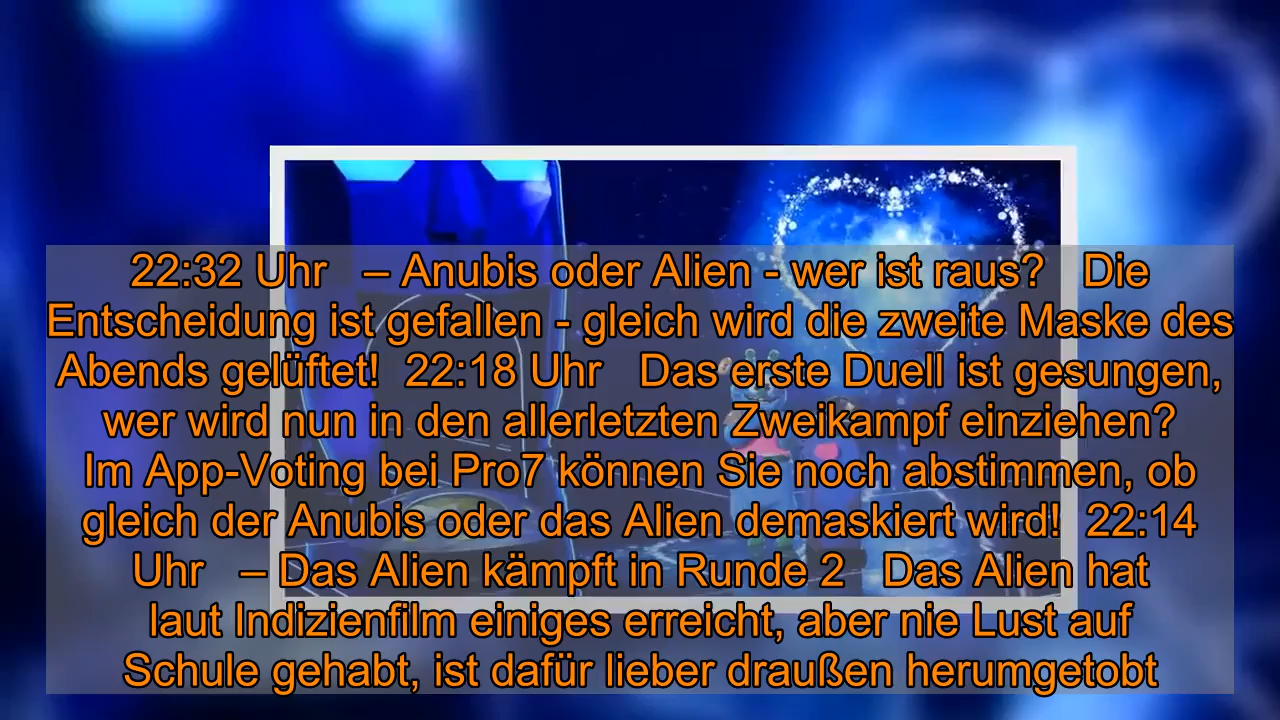 22:32 Uhr – Anubis oder Alien - wer ist raus? Die
Entscheidung ist gefallen - gleich wird die zweite Maske des
Abends gelüftet! 22:18 Uhr Das erste Duell ist gesungen,
wer wird nun in den allerletzten Zweikampf einziehen?
Im App-Voting bei Pro7 können Sie noch abstimmen, ob
gleich der Anubis oder das Alien demaskiert wird! 22:14
Uhr – Das Alien kämpft in Runde 2 Das Alien hat
laut Indizienfilm einiges erreicht, aber nie Lust auf
Schule gehabt, ist dafür lieber draußen herumgetobt